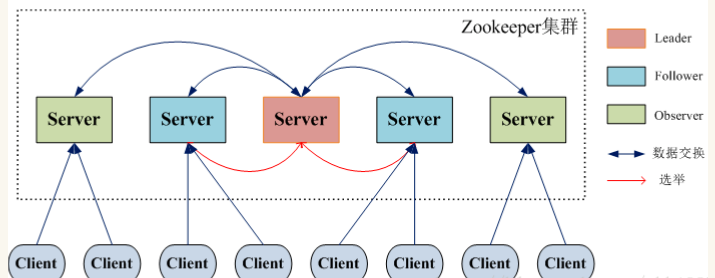 Zookeeper集群
Leader
Server
Server
Server
Server
Server
Follower
Observer
数据交换
选举
Client
Client
Client
Client
Client
Client
Client
Client